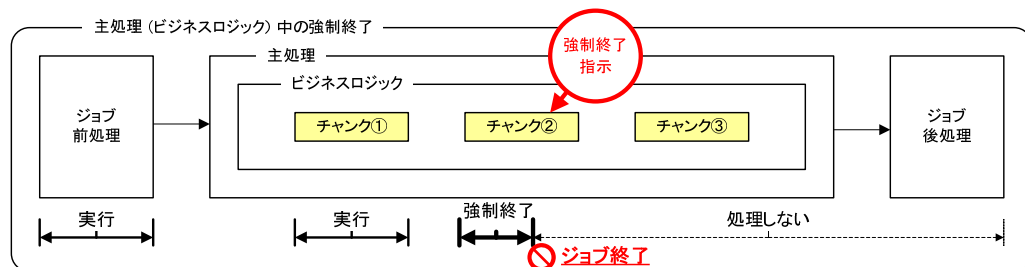 主処理（ビジネスロジック）中の強制終了
主処理
強制終了
指示
ビジネスロジック
ジョブ
前処理
チャンク①
チャンク②
チャンク③
ジョブ
後処理
実行
実行
強制終了
処理しない
ジョブ終了